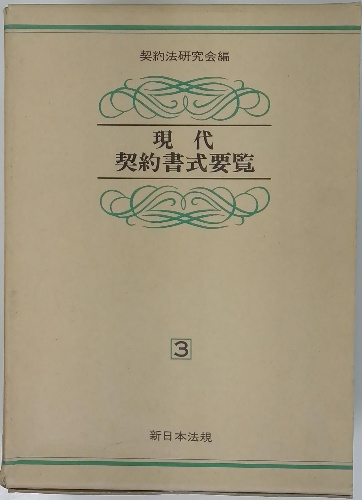 契約法研究会編
現代
契約書式要覧
3
新日本法規